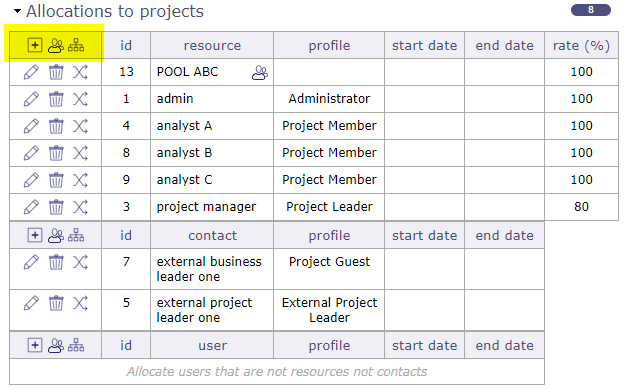 Allocations to projects 8
id resource profile start date end date rate (%)
13 POOL ABC 100
1 admin Administrator 100
4 analyst A Project Member 100
8 analyst B Project Member 100
9 analyst C Project Member 100
3 project manager Project Leader 80
id contact profile start date end date
7 external business leader one Project Guest
5 external project leader one External Project Leader
id user profile start date end date
Allocate users that are not resources not contacts